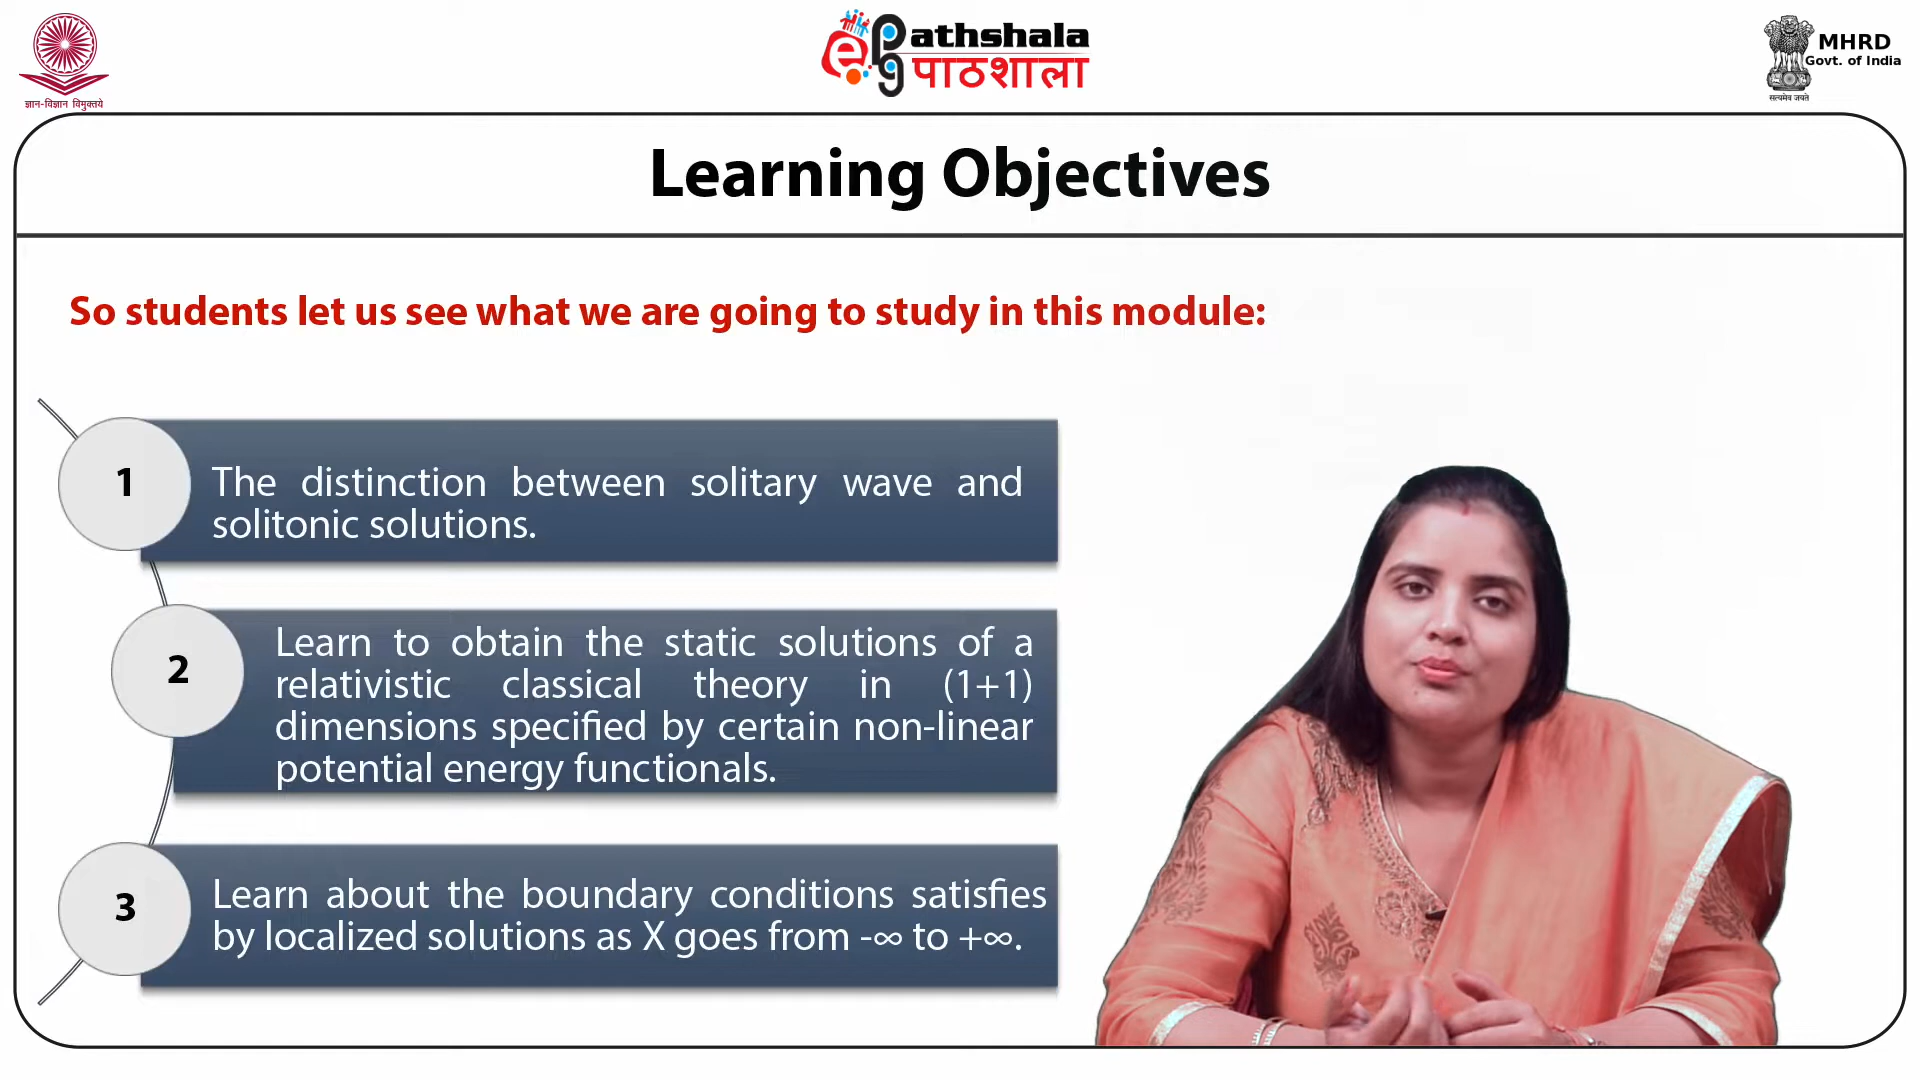 ज्ञान-विज्ञान विमुक्तये
ePathshala
पाठशाला
MHRD
Govt. of India
सत्यमेव जयते
Learning Objectives
So students let us see what we are going to study in this module:
1
The distinction between solitary wave and
solitonic solutions.
2
Learn to obtain the static solutions of a
relativistic classical theory in (1+1)
dimensions specified by certain non-linear
potential energy functionals.
3
Learn about the boundary conditions satisfies
by localized solutions as X goes from -∞ to +∞.